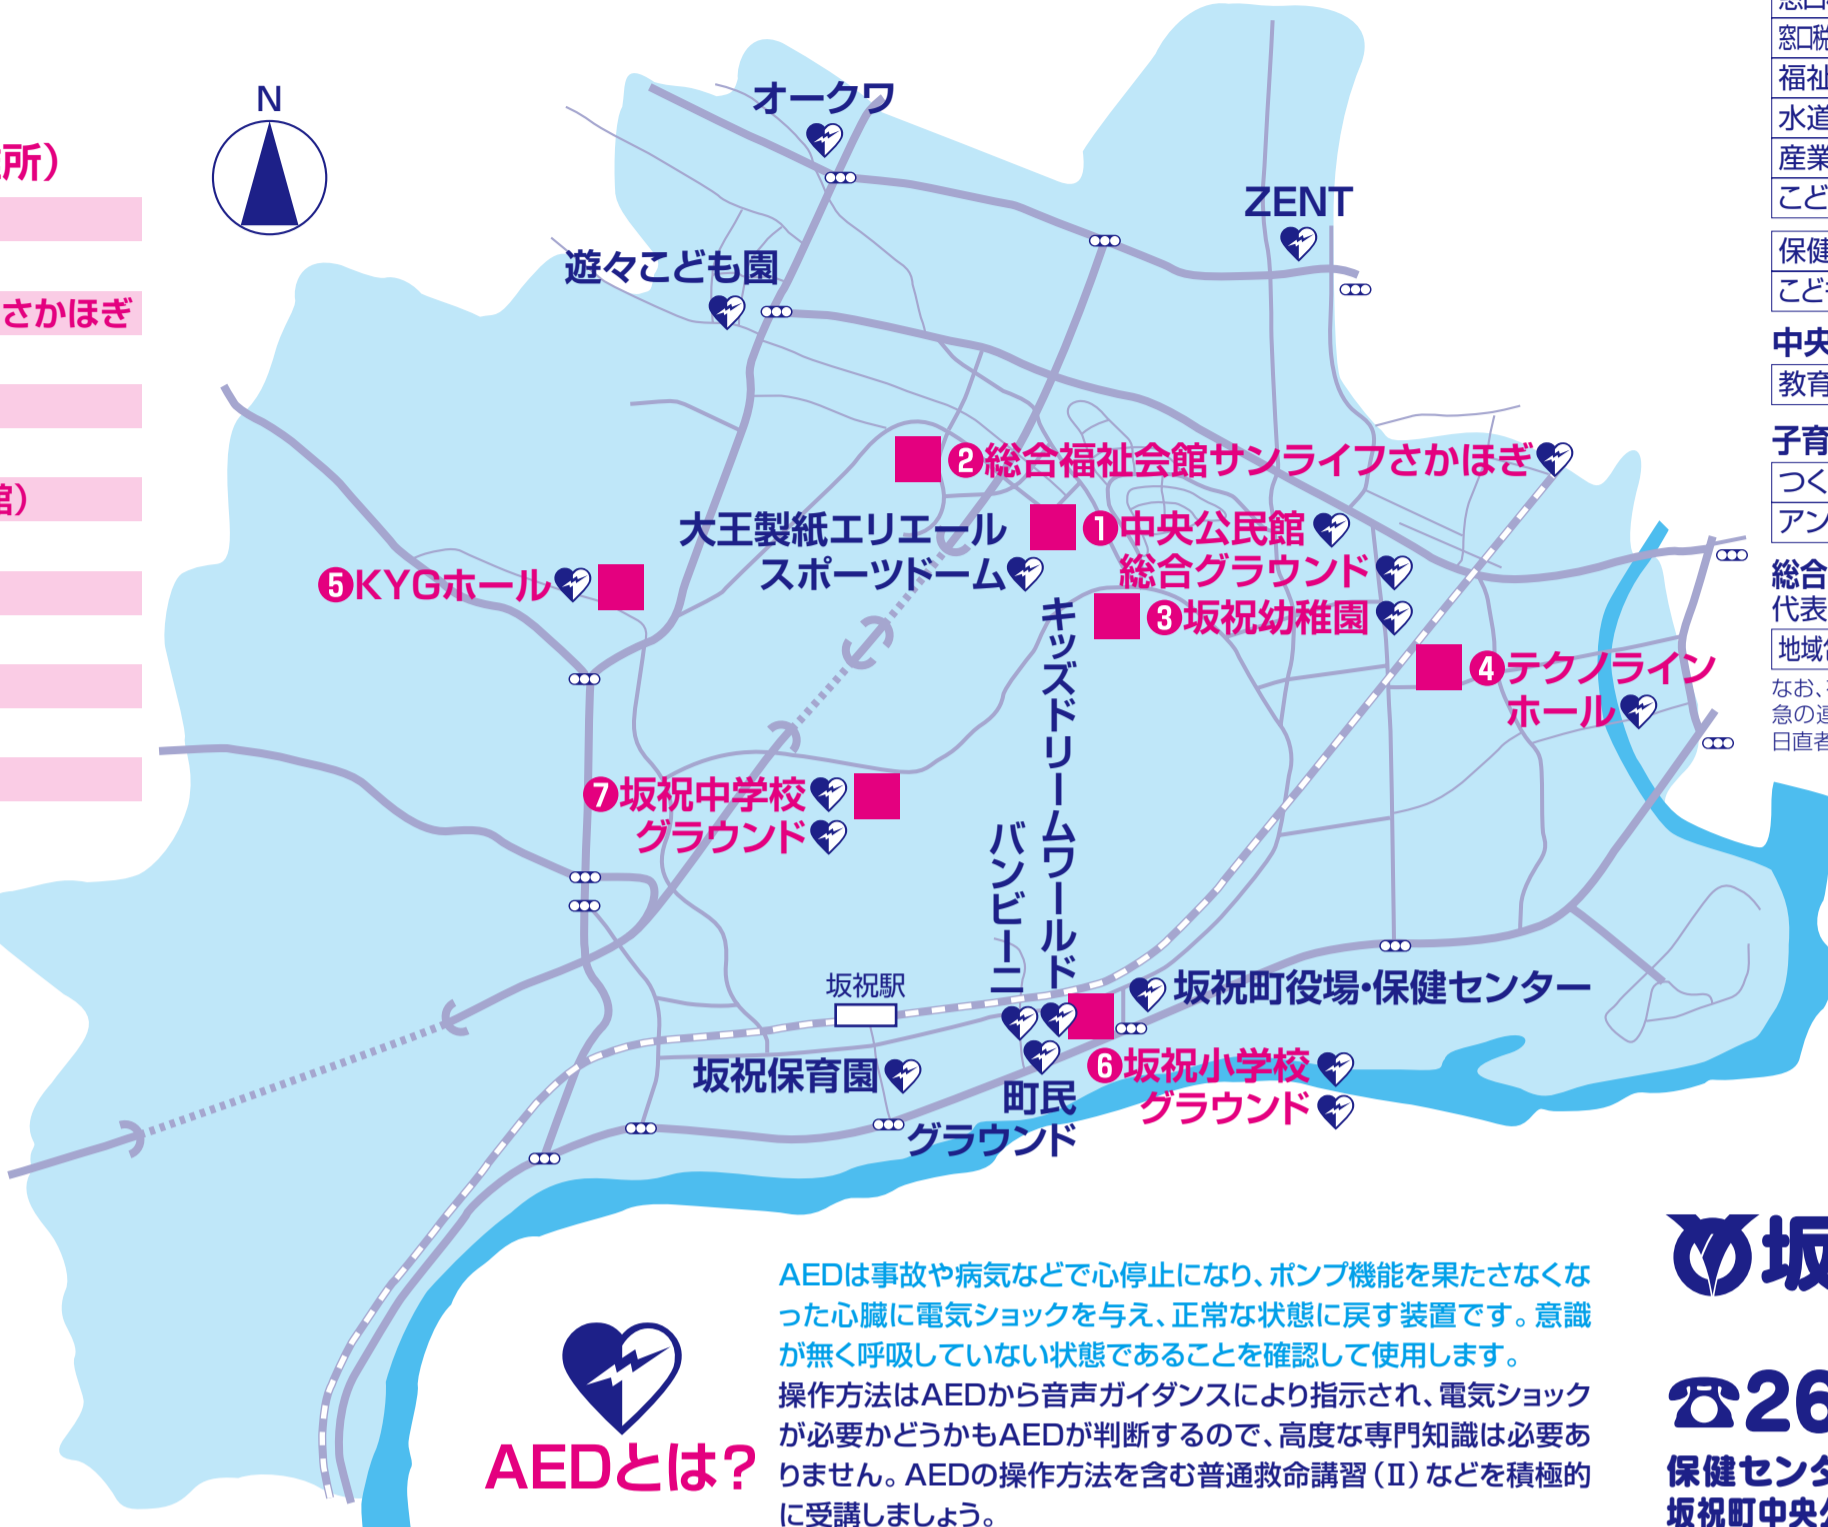 所）
さかほぎ
館）
N
オークワ
ZENT
遊々こども園
❷総合福祉会館サンライフさかほぎ
大王製紙エリエール
スポーツドーム
❶中央公民館
総合グラウンド
❺KYGホール
❸坂祝幼稚園
❹テクノライン
ホール
キッズドリームワールド
バンビーニ
❼坂祝中学校
グラウンド
坂祝駅
坂祝町役場・保健センター
坂祝保育園
町民
グラウンド
❻坂祝小学校
グラウンド
AEDとは？
AEDは事故や病気などで心停止になり、ポンプ機能を果たさなくな
った心臓に電気ショックを与え、正常な状態に戻す装置です。意識
が無く呼吸していない状態であることを確認して使用します。
操作方法はAEDから音声ガイダンスにより指示され、電気ショック
が必要かどうかもAEDが判断するので、高度な専門知識は必要あ
りません。AEDの操作方法を含む普通救命講習（Ⅱ）などを積極的
に受講しましょう。
窓口税
福祉
水道
産業
こど
保健
こど
中央
教育
子育
つく
アン
総合
代表
地域
なお、
急の連
日直者
坂
☎26
保健センタ
坂祝町中央公